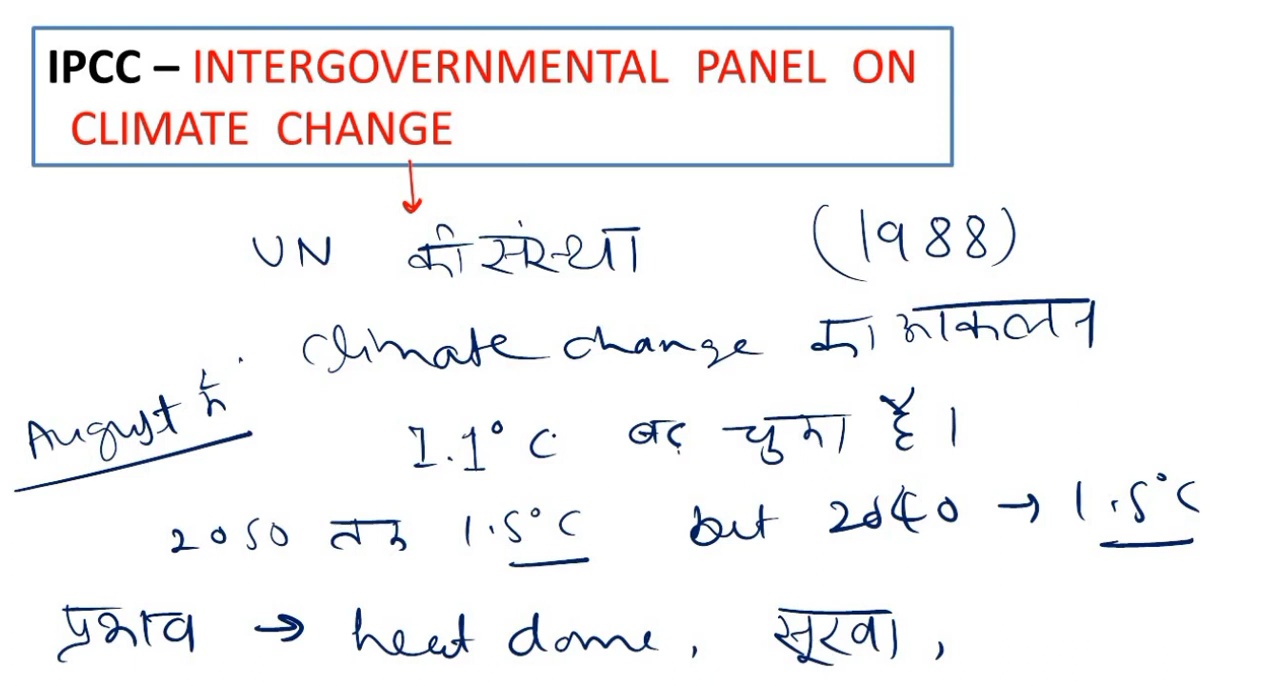 IPCC – INTERGOVERNMENTAL PANEL ON
CLIMATE CHANGE
UN की संस्था (1988)
Climate change का आकलन
August में
1.1°C बढ़ चुका है।
2050 तक 1.5°C but 2040 → 1.5°C
प्रभाव → heat dome, सूखा,